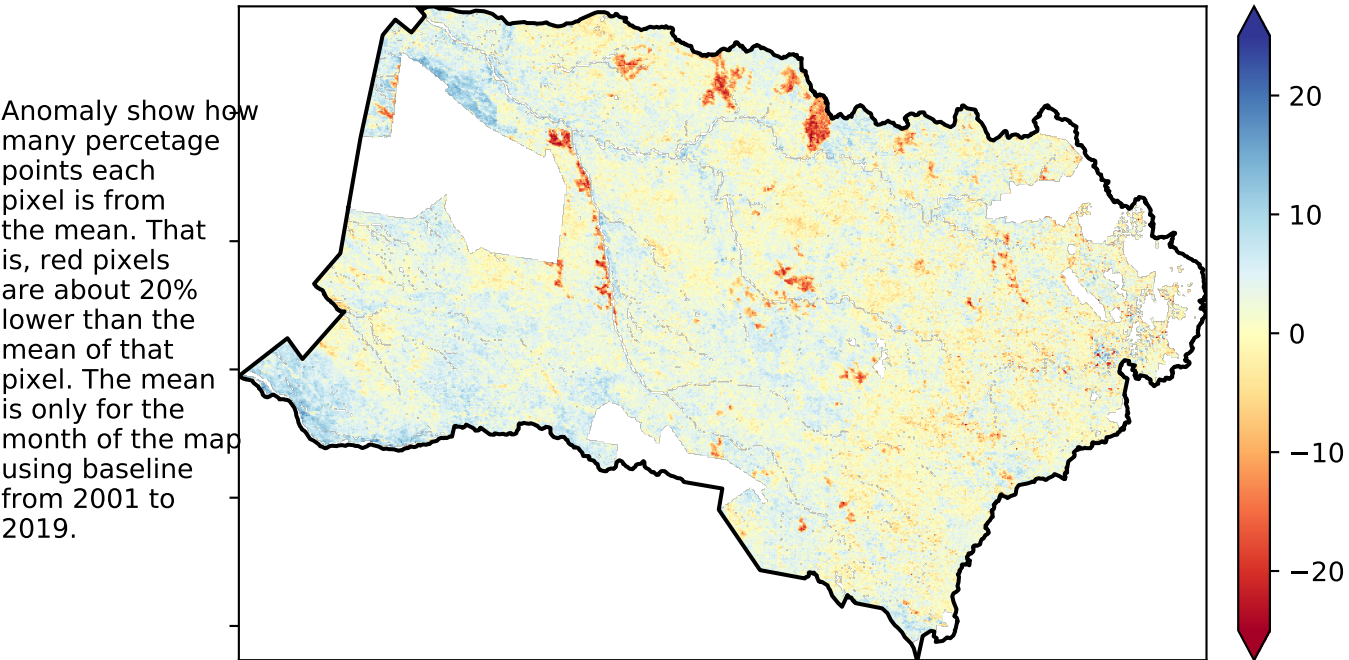 Anomaly show how
many percetage
points each
pixel is from
the mean. That
is, red pixels
are about 20%
lower than the
mean of that
pixel. The mean
is only for the
month of the map
using baseline
from 2001 to
2019.
20
10
0
−10
−20